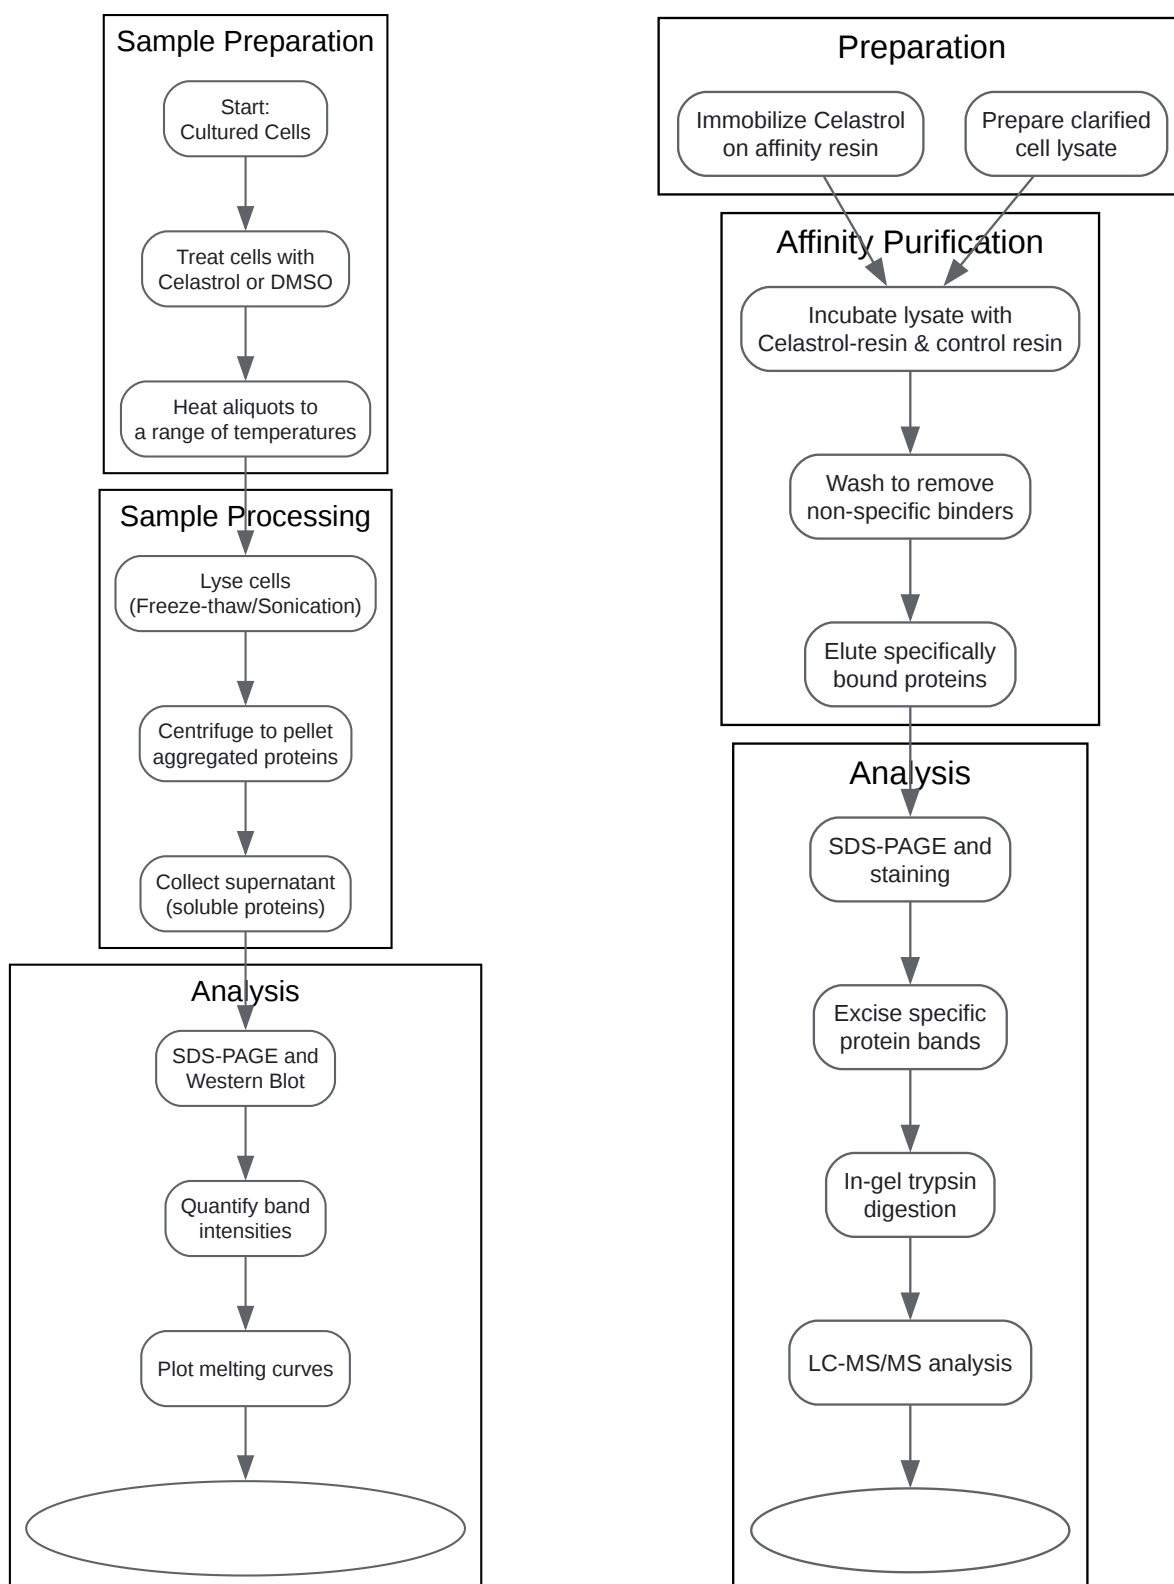 Sample Preparation
Start:
Cultured Cells
Treat cells with
Celastrol or DMSO
Heat aliquots to
a range of temperatures
Sample Processing
Lyse cells
(Freeze-thaw/Sonication)
Centrifuge to pellet
aggregated proteins
Collect supernatant
(soluble proteins)
Analysis
SDS-PAGE and
Western Blot
Quantify band
intensities
Plot melting curves
Preparation
Immobilize Celastrol
on affinity resin
Prepare clarified
cell lysate
Affinity Purification
Incubate lysate with
Celastrol-resin & control resin
Wash to remove
non-specific binders
Elute specifically
bound proteins
Analysis
SDS-PAGE and
staining
Excise specific
protein bands
In-gel trypsin
digestion
LC-MS/MS analysis